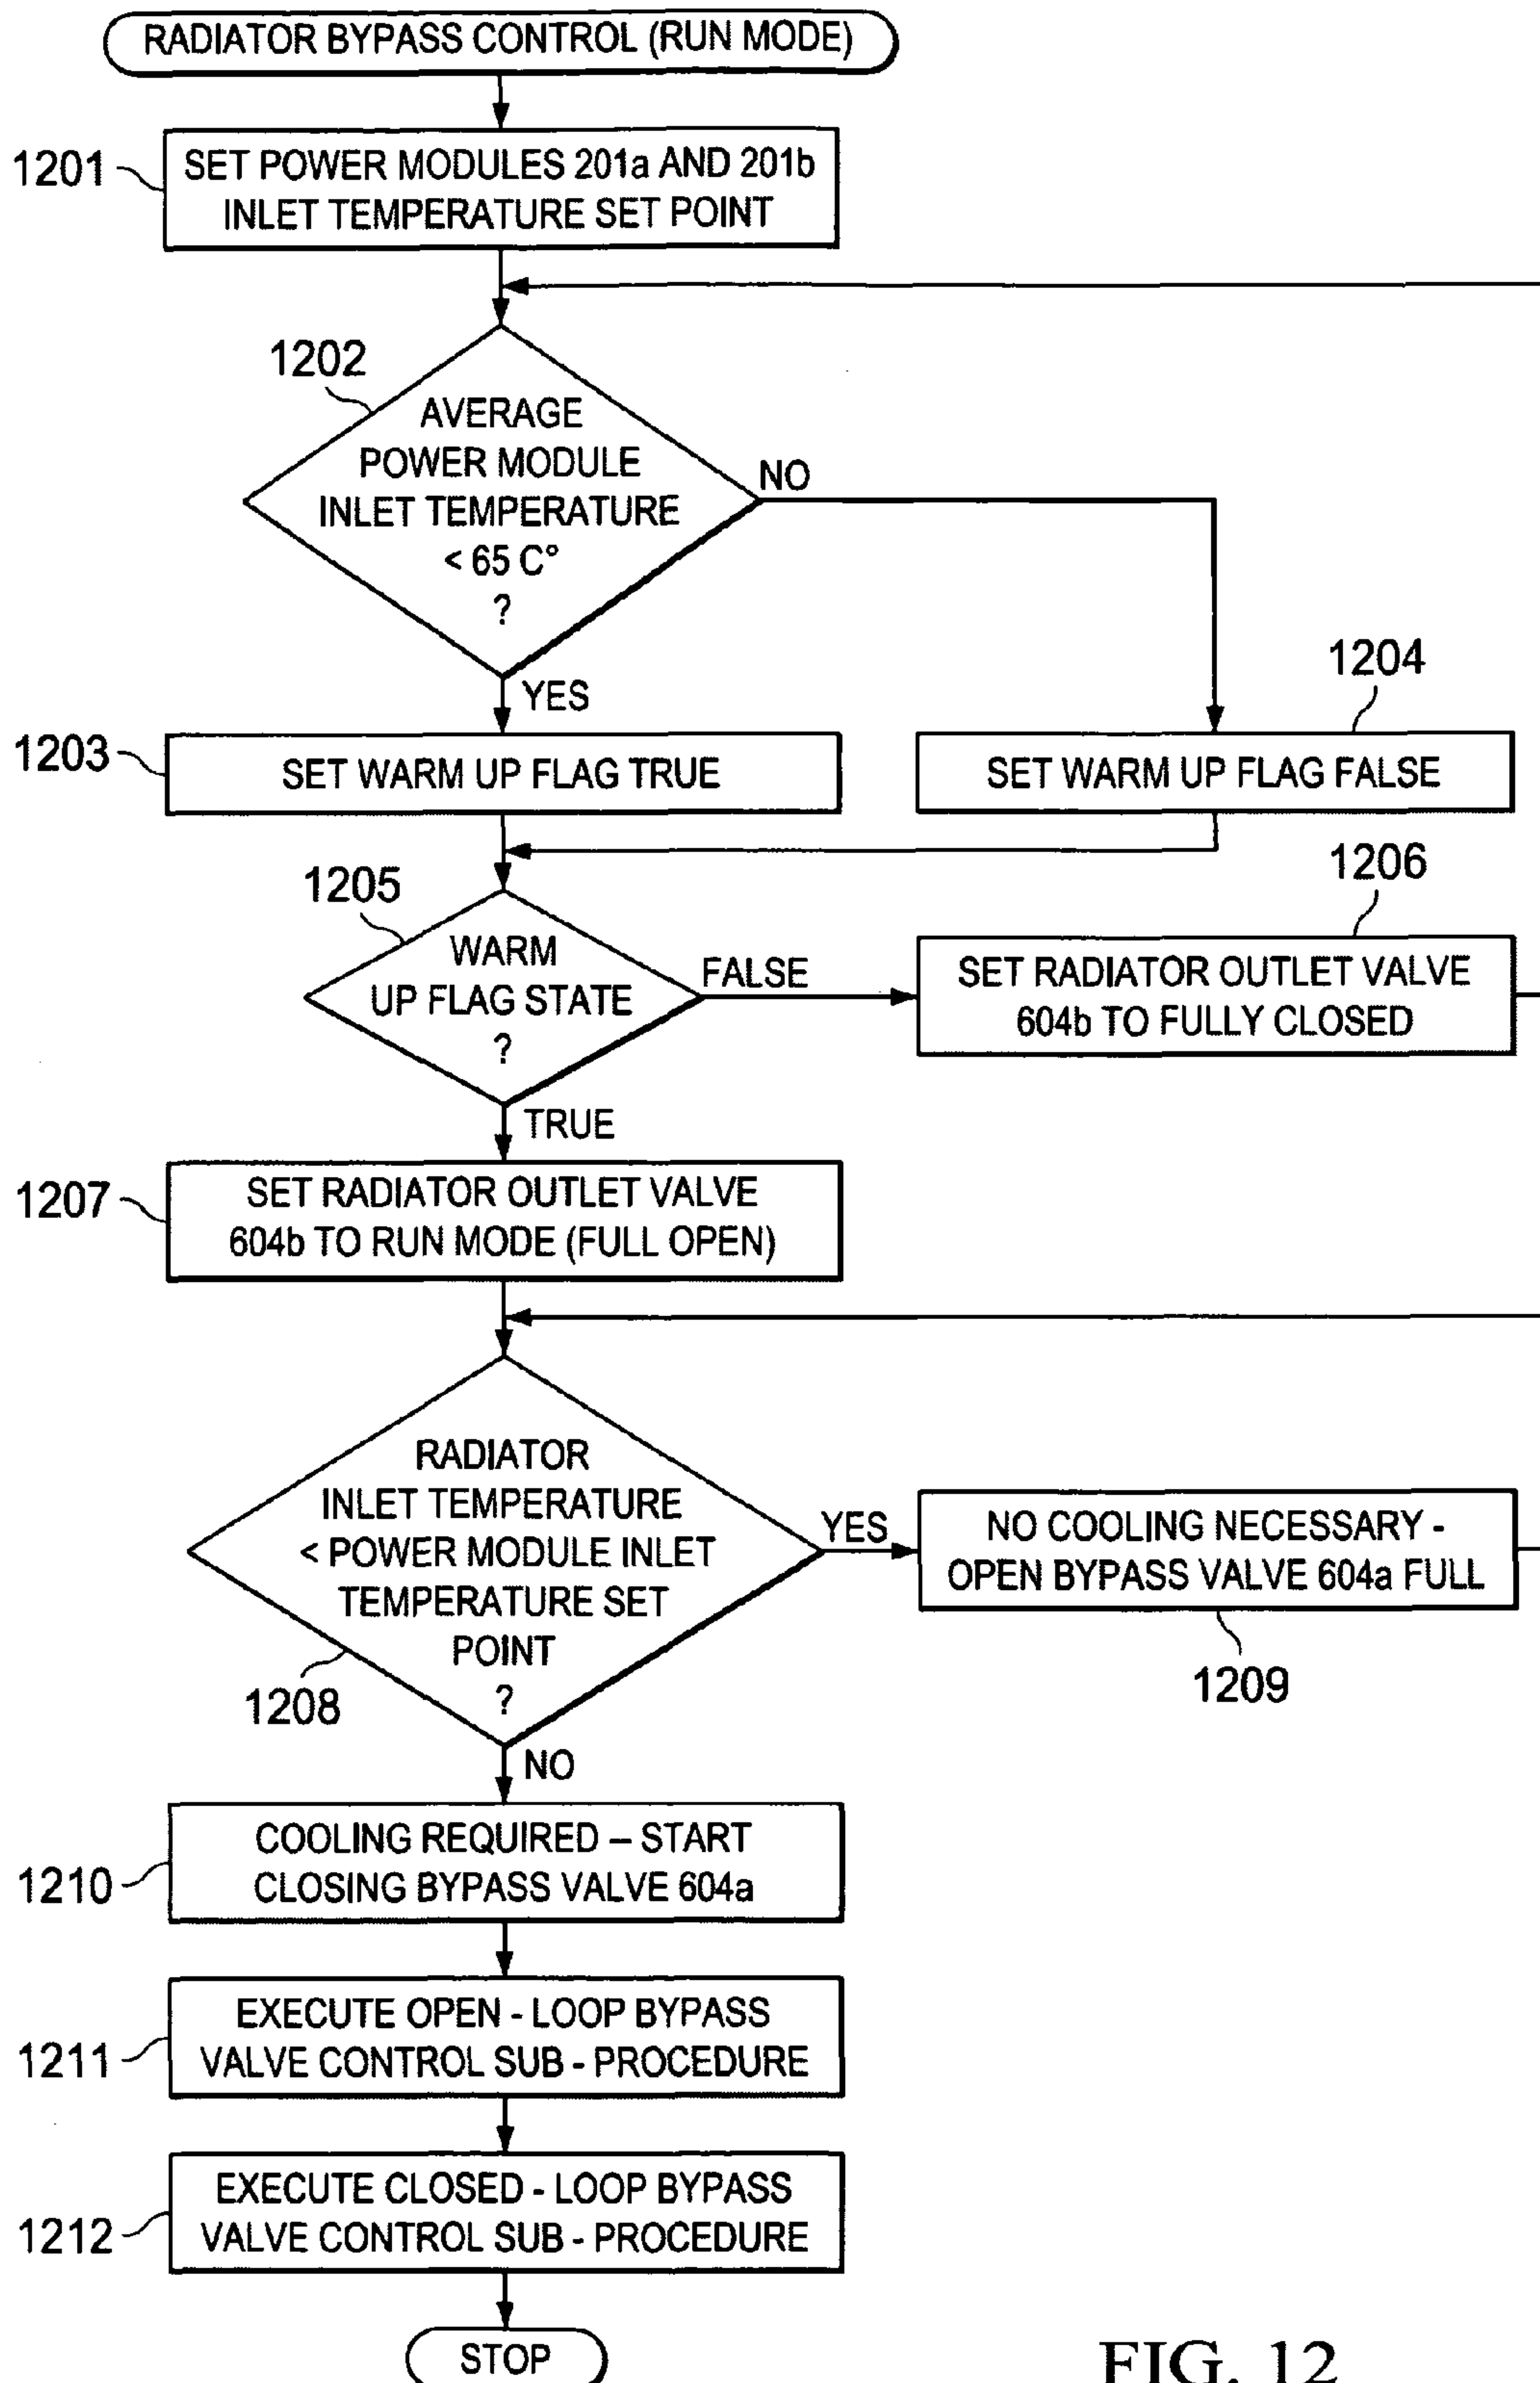 RADIATOR BYPASS CONTROL (RUN MODE)
1201
SET POWER MODULES 201a AND 201b
INLET TEMPERATURE SET POINT
1202
AVERAGE
POWER MODULE
INLET TEMPERATURE
< 65 C°
?
NO
YES
1203
SET WARM UP FLAG TRUE
1204
SET WARM UP FLAG FALSE
1205
WARM
UP FLAG STATE
?
FALSE
1206
SET RADIATOR OUTLET VALVE
604b TO FULLY CLOSED
TRUE
1207
SET RADIATOR OUTLET VALVE
604b TO RUN MODE (FULL OPEN)
RADIATOR
INLET TEMPERATURE
< POWER MODULE INLET
TEMPERATURE SET
POINT
?
1208
YES
NO COOLING NECESSARY -
OPEN BYPASS VALVE 604a FULL
1209
NO
1210
COOLING REQUIRED – START
CLOSING BYPASS VALVE 604a
1211
EXECUTE OPEN - LOOP BYPASS
VALVE CONTROL SUB - PROCEDURE
1212
EXECUTE CLOSED - LOOP BYPASS
VALVE CONTROL SUB - PROCEDURE
STOP
FIG. 12